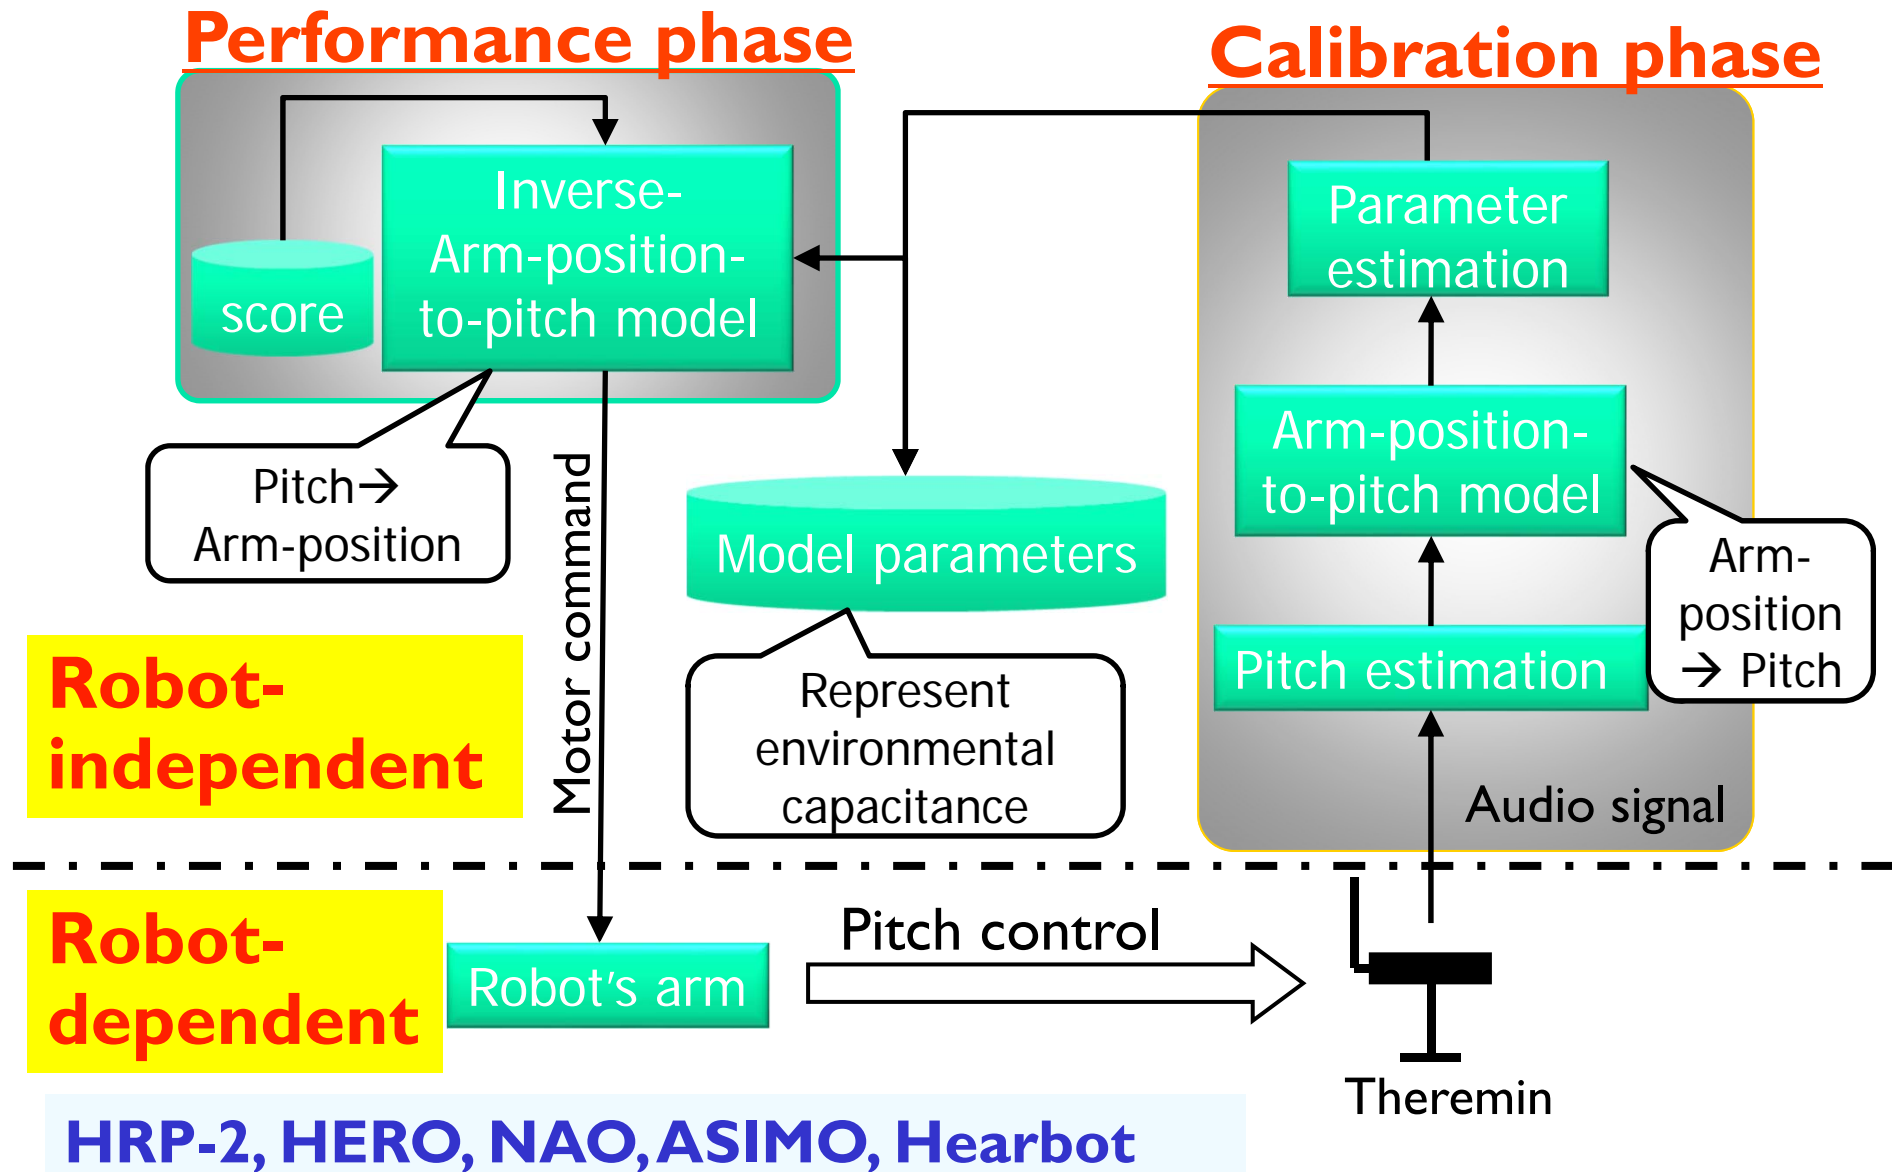 Performance phase
Calibration phase
Inverse-
Arm-position-
to-pitch model
score
Pitch→
Arm-position
Motor command
Model parameters
Represent
environmental
capacitance
Parameter
estimation
Arm-position-
to-pitch model
Arm-
position
→ Pitch
Pitch estimation
Audio signal
Robot-
independent
Robot-
dependent
Robot's arm
Pitch control
Theremin
HRP-2, HERO, NAO, ASIMO, Hearbot